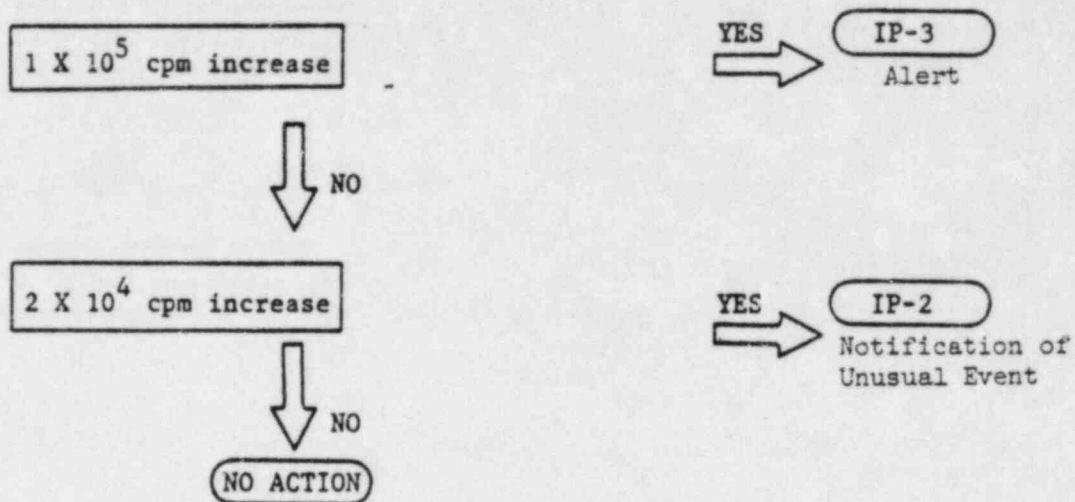 1 X 10^5 cpm increase
YES
IP-3
Alert
NO
2 X 10^4 cpm increase
YES
IP-2
Notification of
Unusual Event
NO
NO ACTION